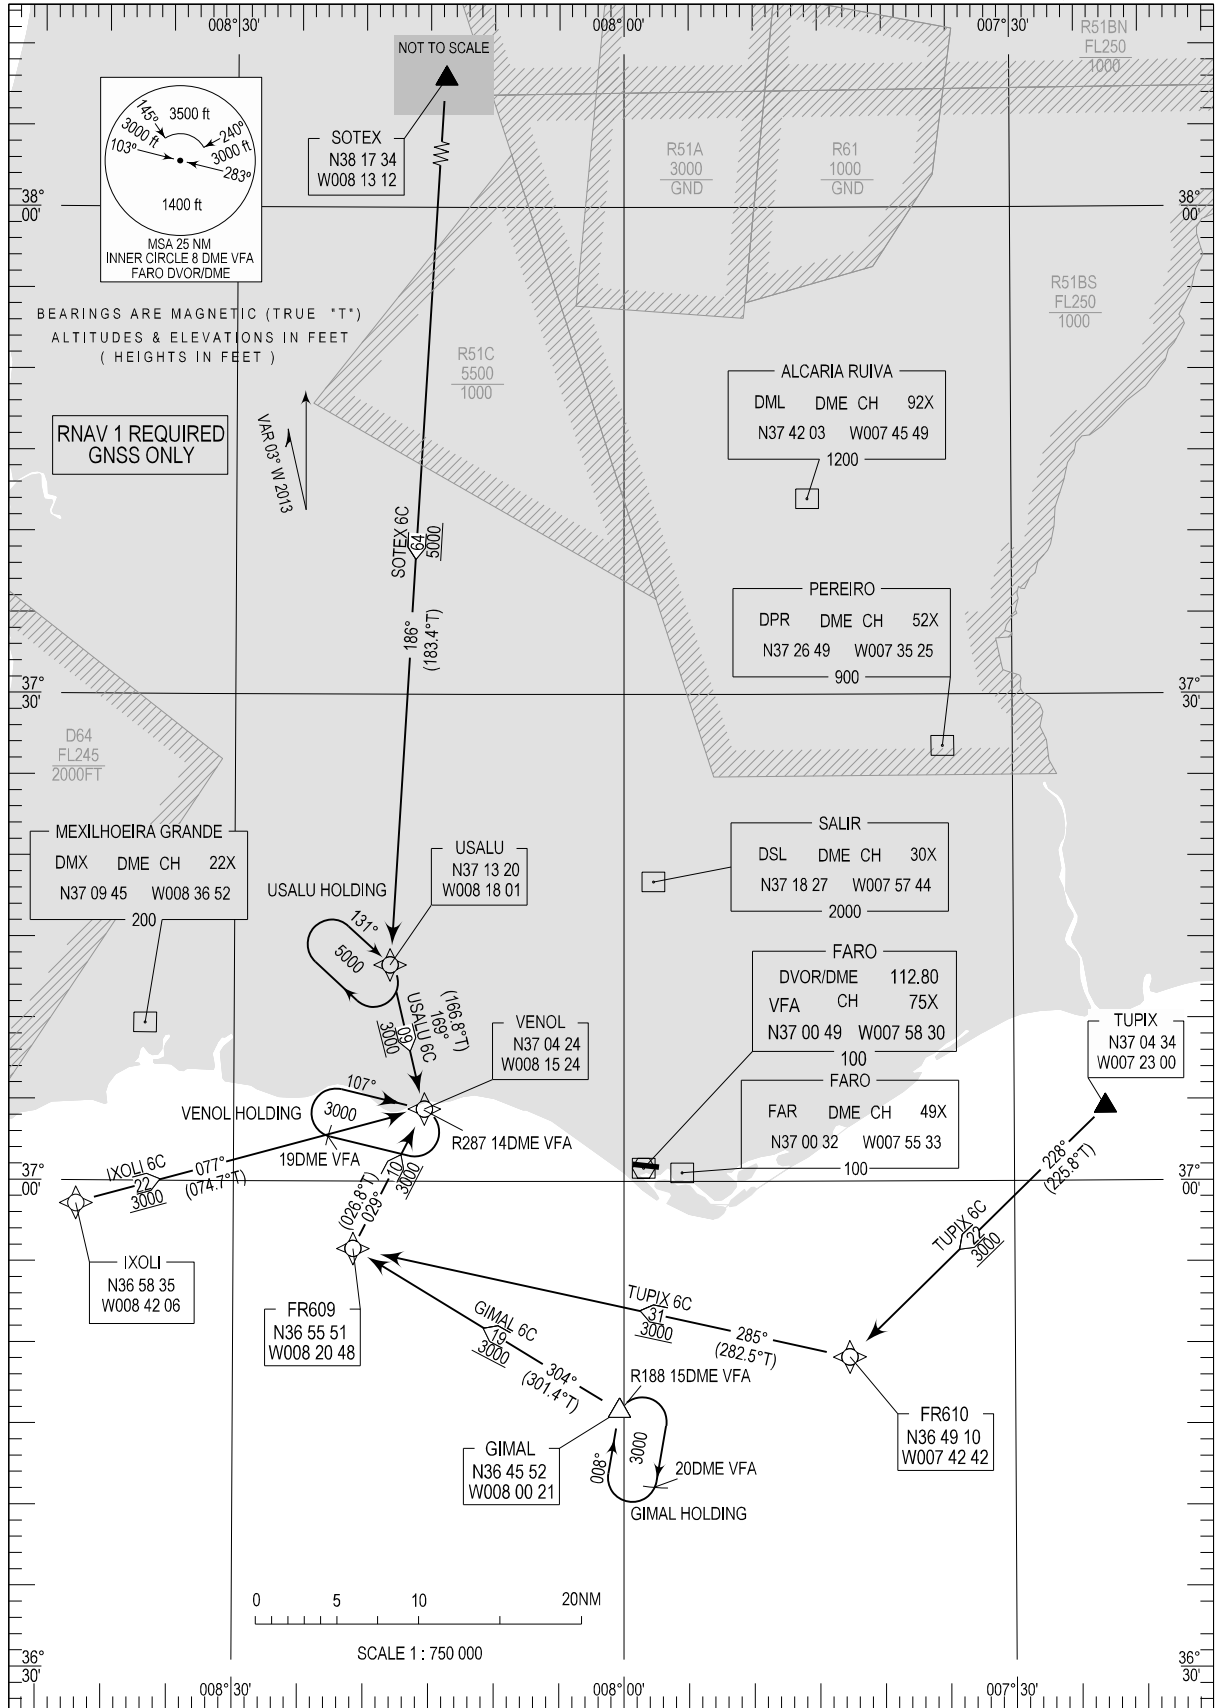 008° 30'
008° 00'
007° 30'
NOT TO SCALE
R51BN
FL250
1000
145°
3500 ft
240°
3000 ft
3000 ft
103°
283°
1400 ft
MSA 25 NM
INNER CIRCLE 8 DME VFA
FARO DVOR/DME
SOTEX
N38 17 34
W008 13 12
R51A
3000
GND
R61
1000
GND
38°
00'
38°
00'
BEARINGS ARE MAGNETIC (TRUE "T")
ALTITUDES & ELEVATIONS IN FEET
( HEIGHTS IN FEET )
R51BS
FL250
1000
R51C
5500
1000
ALCARIA RUIVA
DML DME CH 92X
N37 42 03 W007 45 49
1200
RNAV 1 REQUIRED
GNSS ONLY
VAR 03° W 2013
SOTEX 6C
64
5000
PEREIRO
DPR DME CH 52X
N37 26 49 W007 35 25
900
186°
(183.4°T)
37°
30'
37°
30'
D64
FL245
2000FT
MEXILHOEIRA GRANDE
DMX DME CH 22X
N37 09 45 W008 36 52
200
USALU
N37 13 20
W008 18 01
SALIR
DSL DME CH 30X
N37 18 27 W007 57 44
2000
USALU HOLDING
131°
5000
FARO
DVOR/DME 112.80
VFA CH 75X
N37 00 49 W007 58 30
100
(166.8°T)
169°
USALU 6C
09
3000
VENOL
N37 04 24
W008 15 24
TUPIX
N37 04 34
W007 23 00
FARO
FAR DME CH 49X
N37 00 32 W007 55 33
100
107°
3000
VENOL HOLDING
R287 14DME VFA
19DME VFA
IXOLI 6C
22
3000
077°
(074.7°T)
10
3000
(026.8°T)
029°
37°
00'
37°
00'
228°
(225.8°T)
TUPIX 6C
22
3000
IXOLI
N36 58 35
W008 42 06
FR609
N36 55 51
W008 20 48
TUPIX 6C
31
3000
285°
(282.5°T)
GIMAL 6C
19
3000
304°
(301.4°T)
R188 15DME VFA
FR610
N36 49 10
W007 42 42
GIMAL
N36 45 52
W008 00 21
008°
3000
20DME VFA
GIMAL HOLDING
0 5 10 20NM
SCALE 1 : 750 000
36°
30'
36°
30'
008° 30'
008° 00'
007° 30'